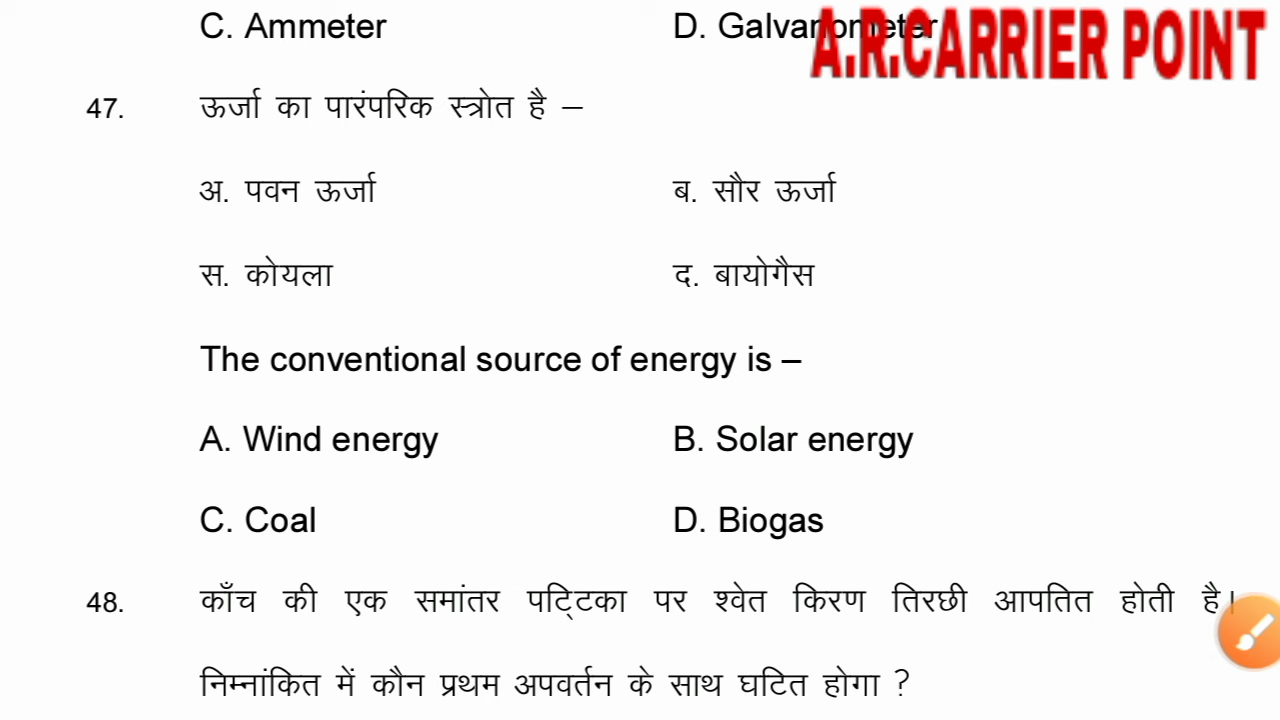 C. Ammeter D. Galvanometer
A.R.CARRIER POINT
47. ऊर्जा का पारंपरिक स्त्रोत है –
अ. पवन ऊर्जा ब. सौर ऊर्जा
स. कोयला द. बायोगैस
The conventional source of energy is –
A. Wind energy B. Solar energy
C. Coal D. Biogas
48. काँच की एक समांतर पट्टिका पर श्वेत किरण तिरछी आपतित होती है।
निम्नांकित में कौन प्रथम अपवर्तन के साथ घटित होगा ?